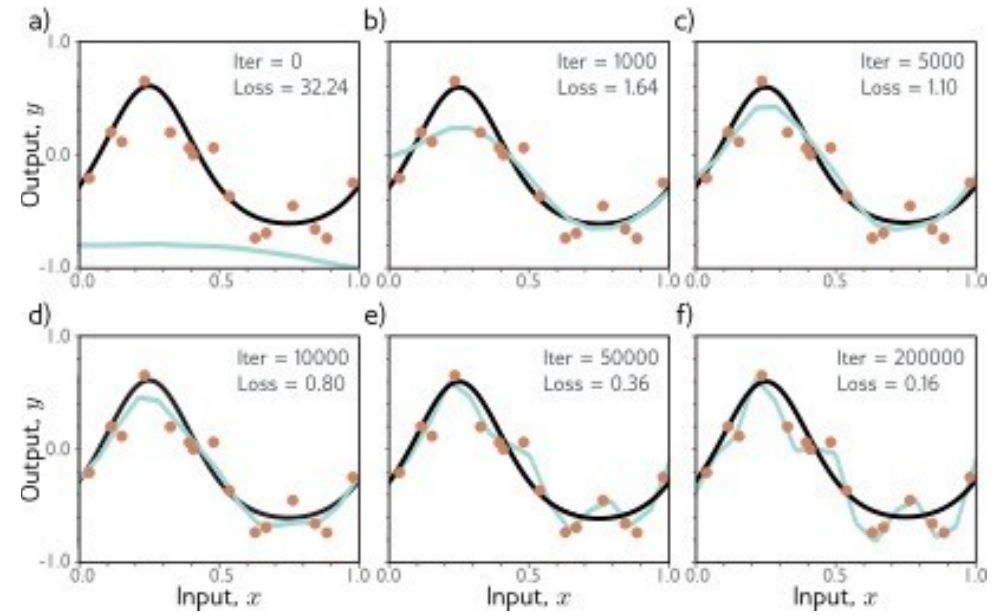 a)
1.0
0.0
-1.0
Output, y
Iter = 0
Loss = 32.24
0.0
0.5
1.0
b)
Iter = 1000
Loss = 1.64
0.0
0.5
1.0
c)
Iter = 5000
Loss = 1.10
0.0
0.5
1.0
d)
1.0
0.0
-1.0
Output, y
Iter = 10000
Loss = 0.80
0.0
0.5
1.0
Input, x
e)
Iter = 50000
Loss = 0.36
0.0
0.5
1.0
Input, x
f)
Iter = 200000
Loss = 0.16
0.0
0.5
1.0
Input, x